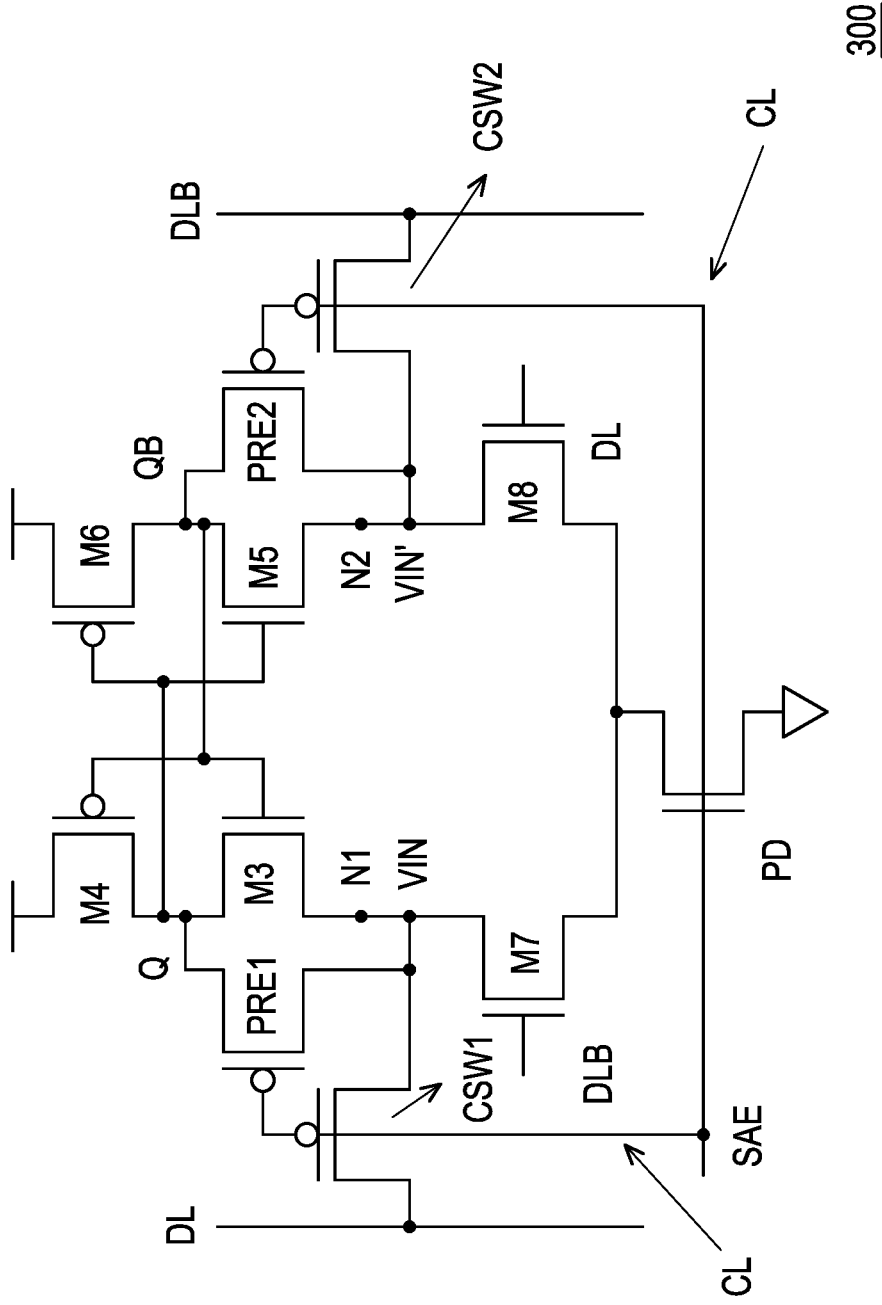 300
DL
DLB
CSW2
CL
M4
M6
Q
QB
PRE1
M3
M5
PRE2
N1
VIN
N2
VIN'
CSW1
M7
M8
DLB
DL
PD
SAE
CL